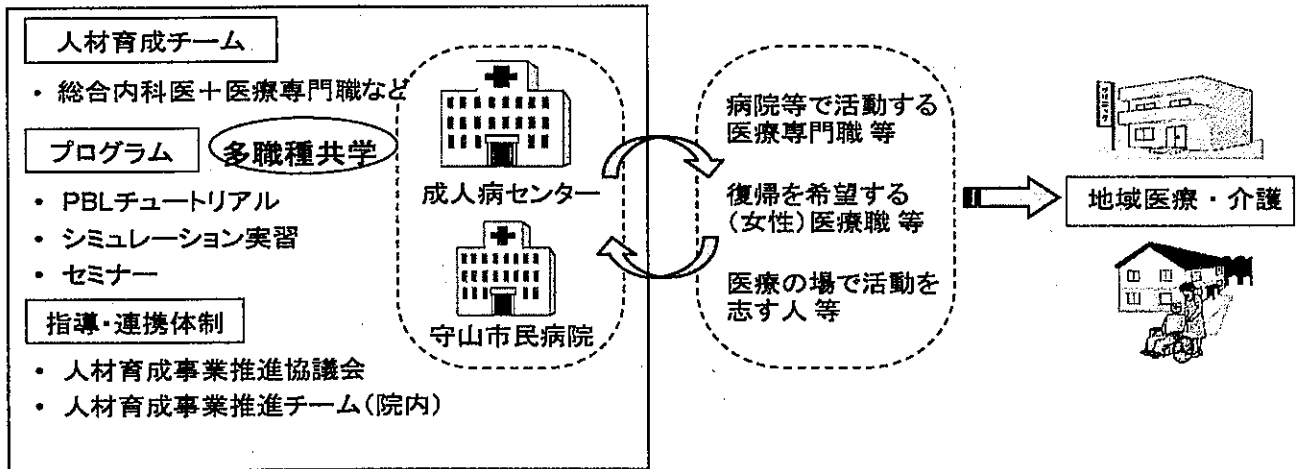 人材育成チーム
・ 総合内科医＋医療専門職など
プログラム
多職種共学
・ PBLチュートリアル
・ シミュレーション実習
・ セミナー
指導・連携体制
・ 人材育成事業推進協議会
・ 人材育成事業推進チーム（院内）
成人病センター
守山市民病院
病院等で活動する
医療専門職 等
復帰を希望する
（女性）医療職 等
医療の場で活動を
志す人 等
地域医療・介護